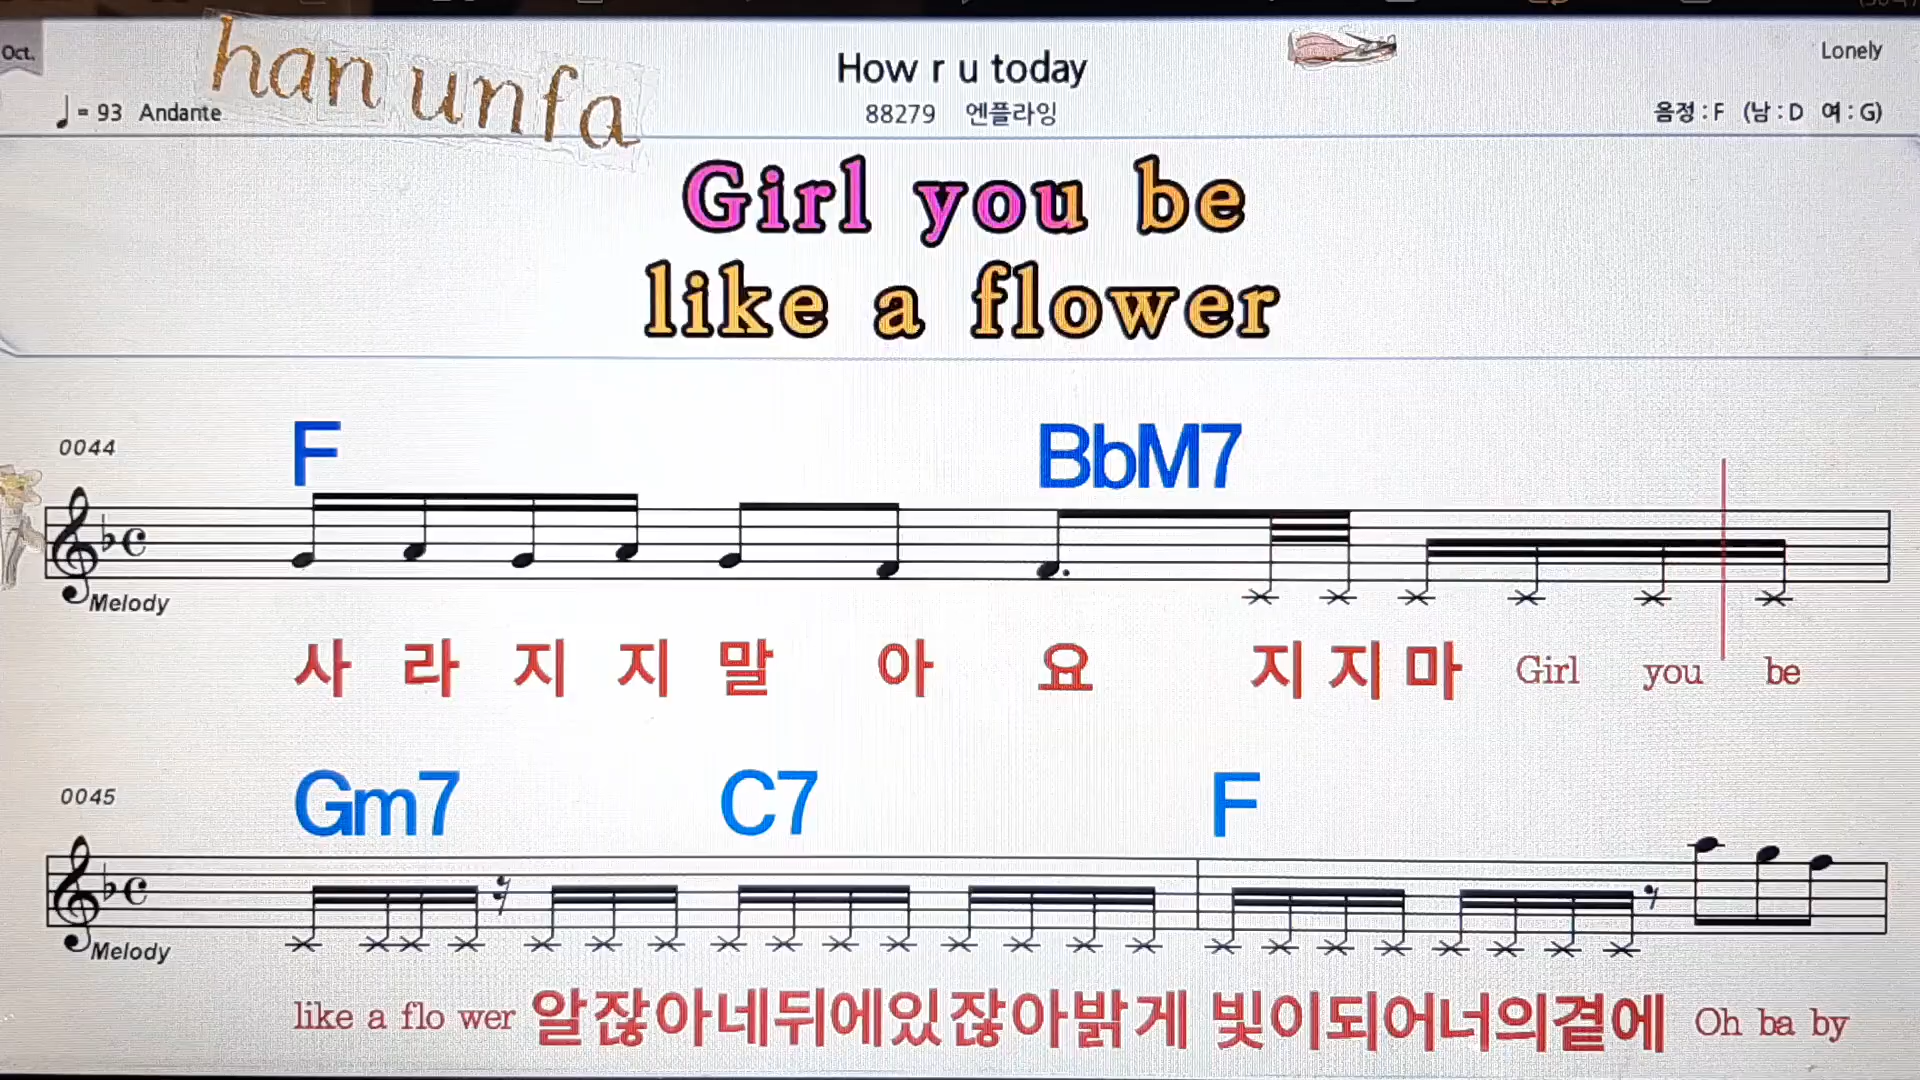 Oct.
han unfa
How r u today
Lonely
= 93 Andante
88279 엔플라잉
음정 : F (남 : D 여 : G)
Girl you be
like a flower
0044
F BbM7
Melody
사 라 지 지 말 아 요 지 지 마 Girl you be
0045
Gm7 C7 F
Melody
like a flo wer 알잖아네뒤에있잖아밝게 빛이되어너의곁에 Oh ba by